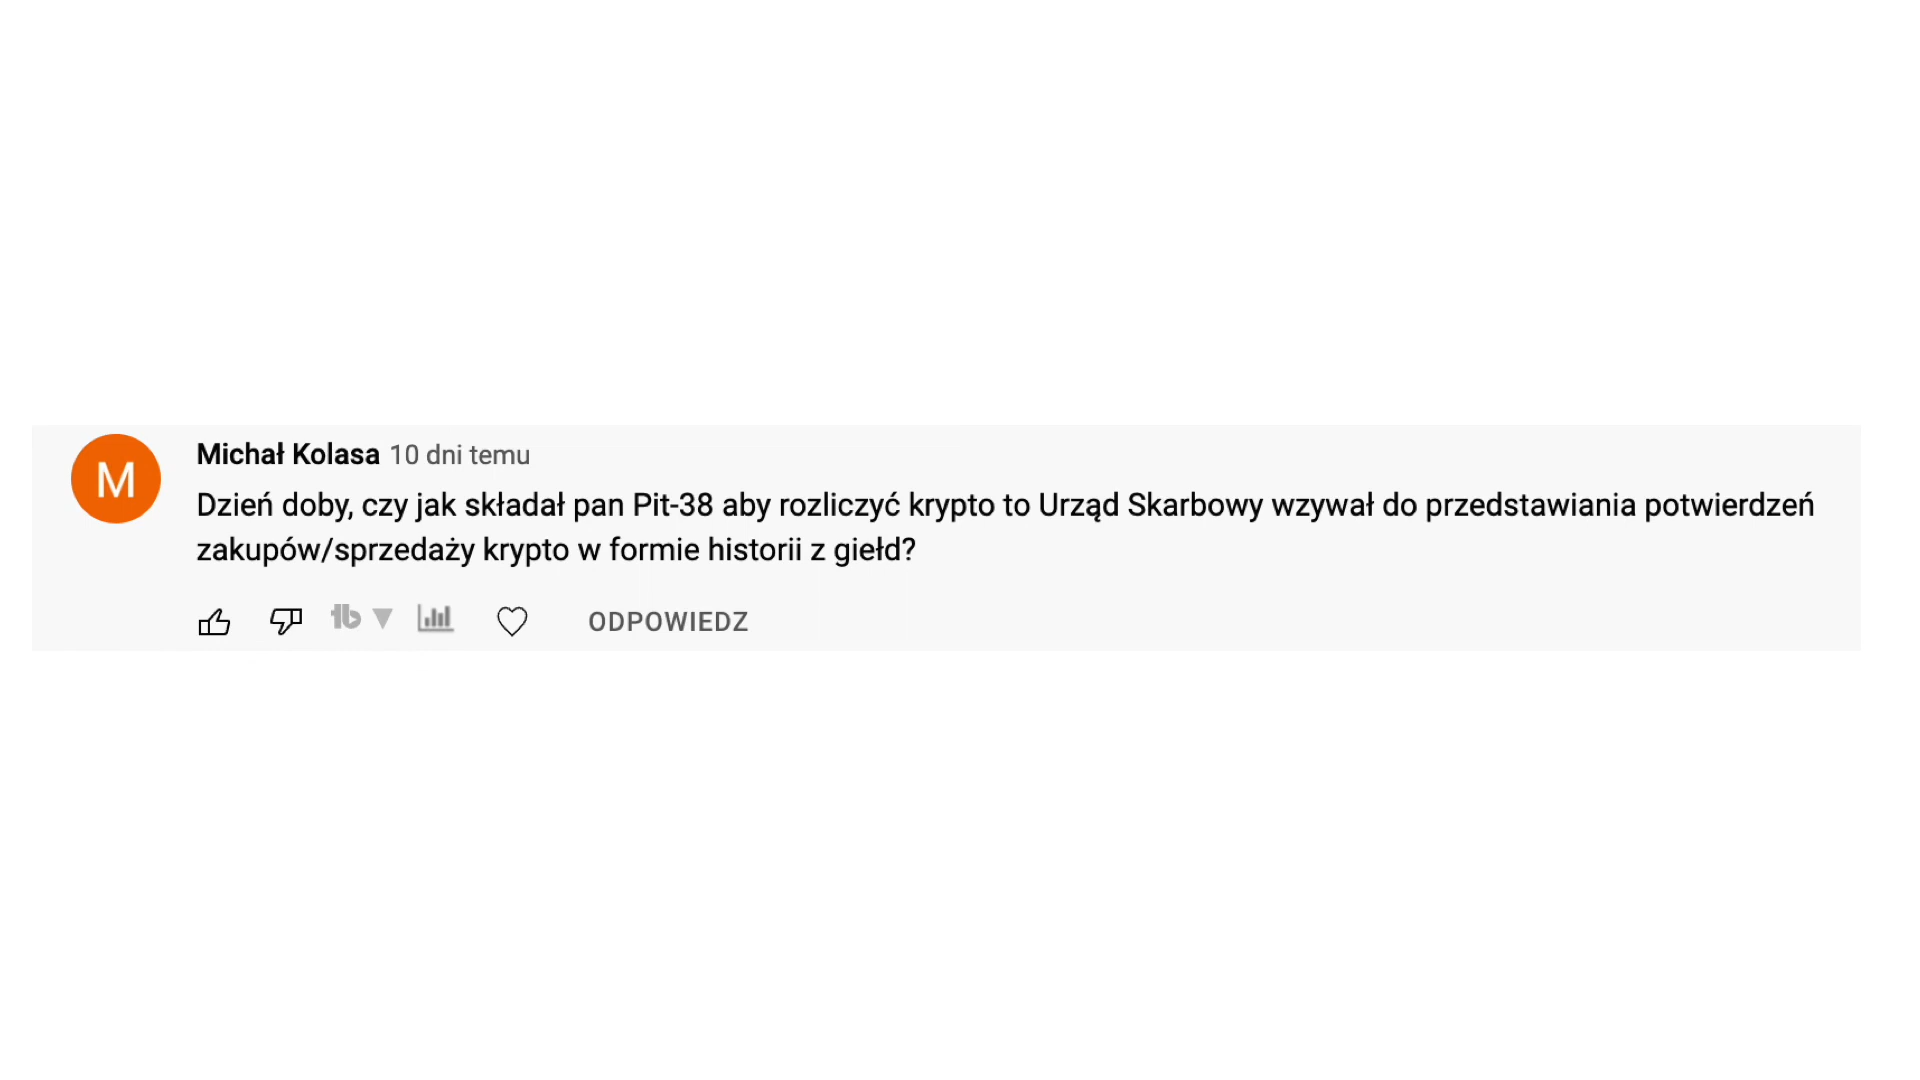 M
Michał Kolasa 10 dni temu
Dzień doby, czy jak składał pan Pit-38 aby rozliczyć krypto to Urząd Skarbowy wzywał do przedstawiania potwierdzeń
zakupów/sprzedaży krypto w formie historii z giełd?
ODPOWIEDZ